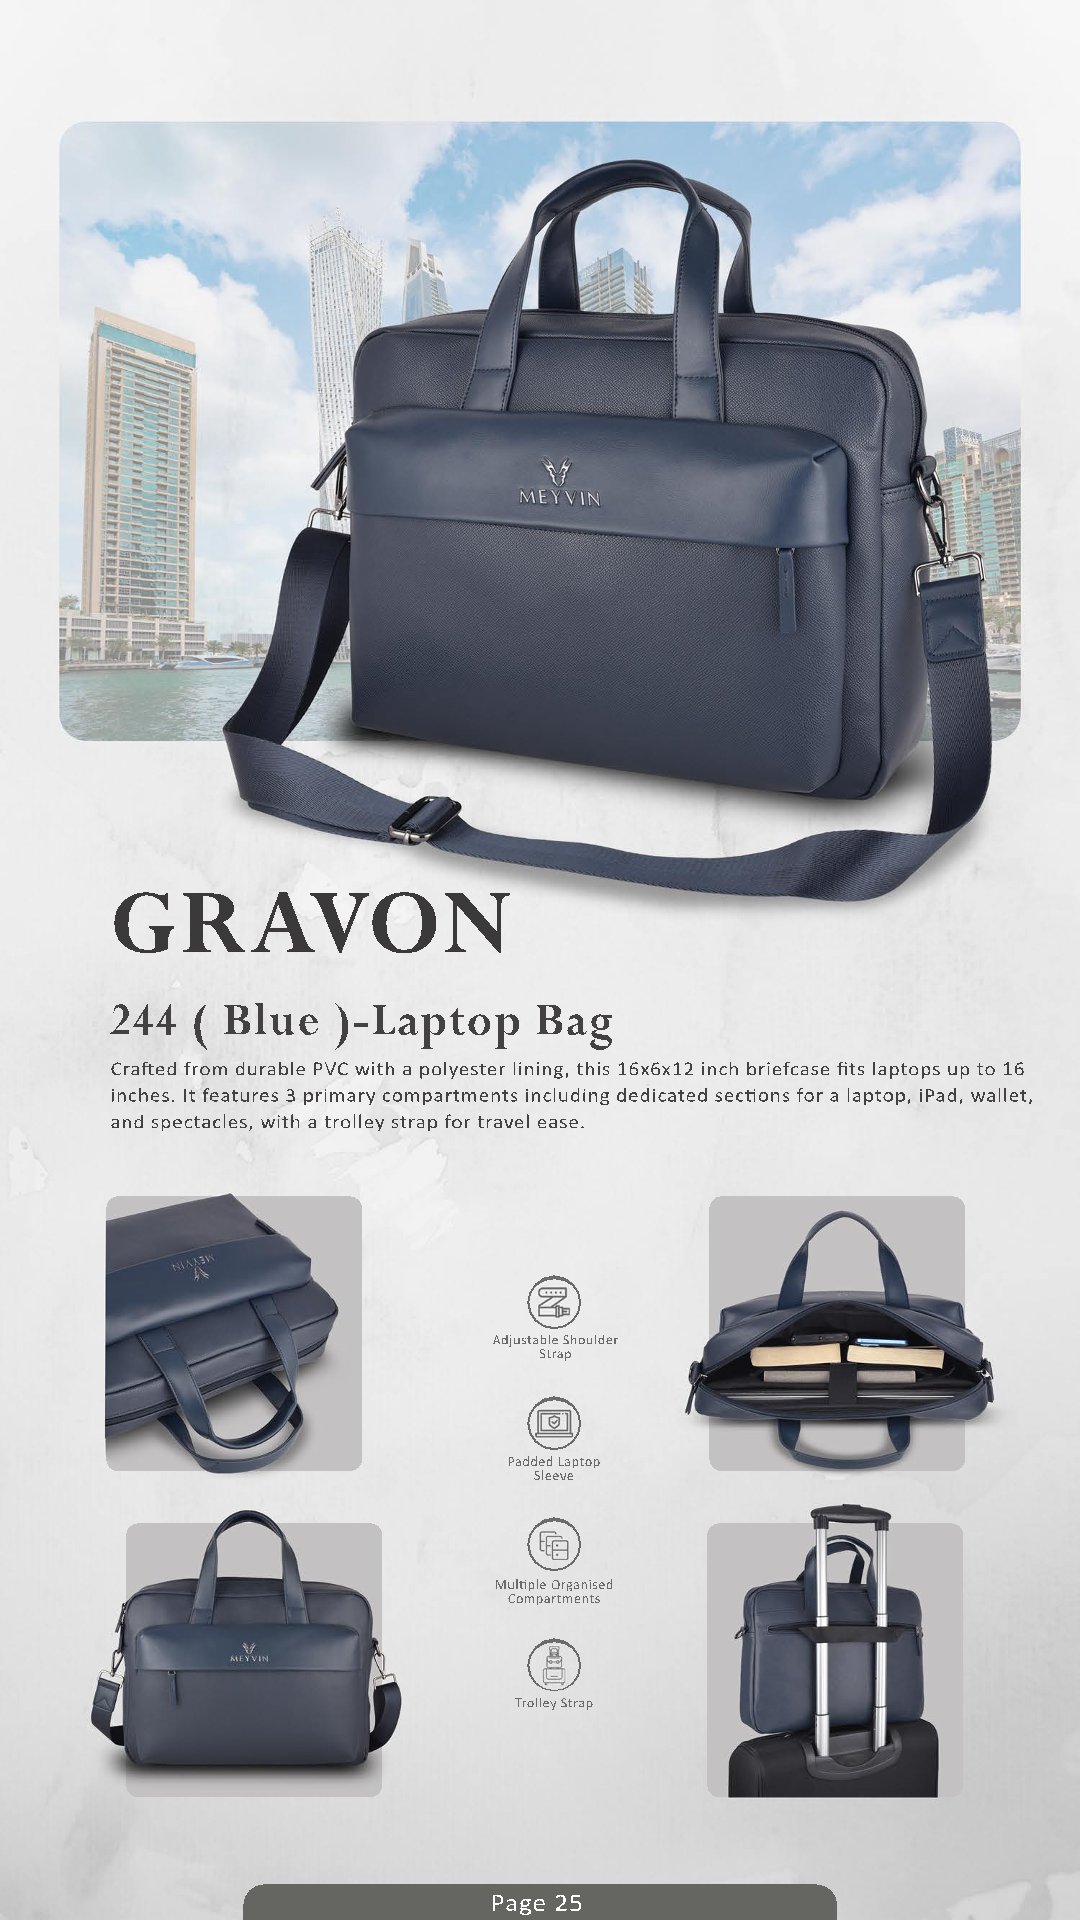 MEYVIN
GRAVON
244 ( Blue )-Laptop Bag
Crafted from durable PVC with a polyester lining, this 16x6x12 inch briefcase fits laptops up to 16
inches. It features 3 primary compartments including dedicated sections for a laptop, iPad, wallet,
and spectacles, with a trolley strap for travel ease.
MEYVIN
Adjustable Shoulder
Strap
Padded Laptop
Sleeve
Multiple Organised
Compartments
MEYVIN
Trolley Strap
Page 25